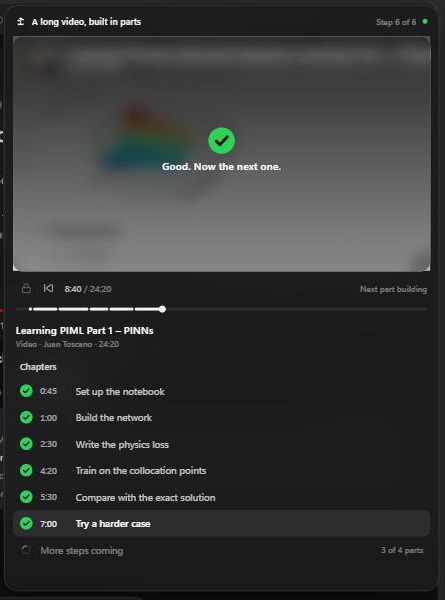 A long video, built in parts
Step 6 of 6
Good. Now the next one.
8:40 / 24:20
Next part building
Learning PIML Part 1 – PINNs
Video · Juan Toscano · 24:20
Chapters
0:45 Set up the notebook
1:00 Build the network
2:30 Write the physics loss
4:20 Train on the collocation points
5:30 Compare with the exact solution
7:00 Try a harder case
More steps coming
3 of 4 parts